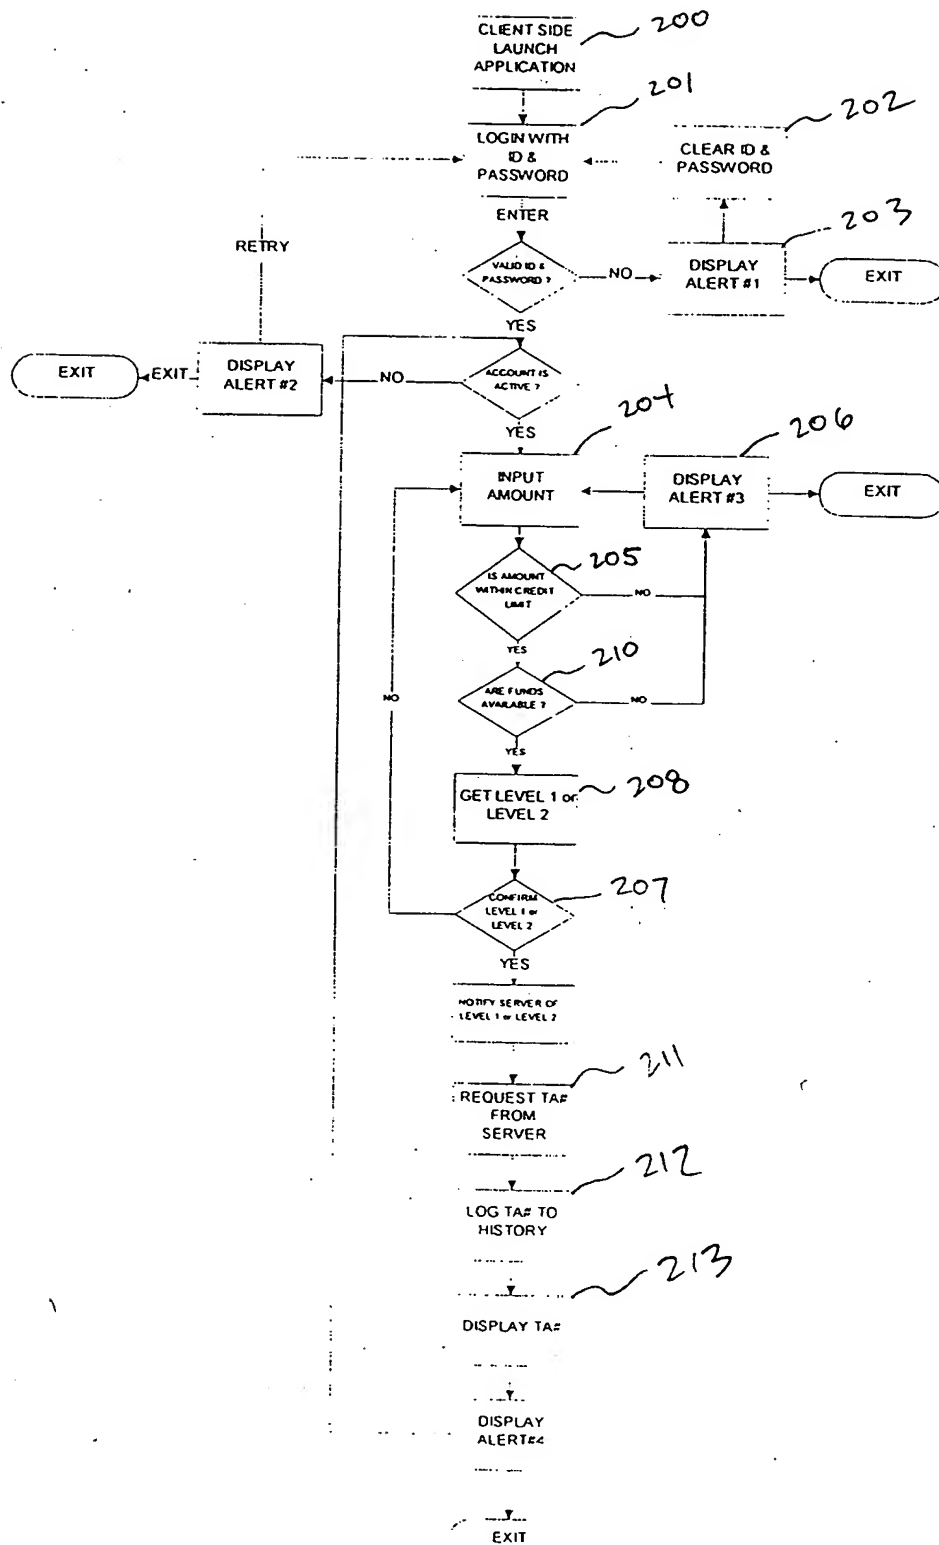 CLIENT SIDE
LAUNCH
APPLICATION
200
201
202
LOGIN WITH
ID &
PASSWORD
CLEAR ID &
PASSWORD
ENTER
203
RETRY
VALID ID &
PASSWORD ?
NO
DISPLAY
ALERT #1
EXIT
YES
EXIT
EXIT
DISPLAY
ALERT #2
NO
ACCOUNT IS
ACTIVE ?
YES
204
206
INPUT
AMOUNT
DISPLAY
ALERT #3
EXIT
205
IS AMOUNT
WITHIN CREDIT
LIMIT
NO
YES
210
NO
ARE FUNDS
AVAILABLE ?
NO
YES
GET LEVEL 1 or
LEVEL 2
208
207
CONFIRM
LEVEL 1 or
LEVEL 2
YES
NOTIFY SERVER OF
LEVEL 1 or LEVEL 2
211
REQUEST TA#
FROM
SERVER
212
LOG TA# TO
HISTORY
213
DISPLAY TA#
DISPLAY
ALERT#4
EXIT